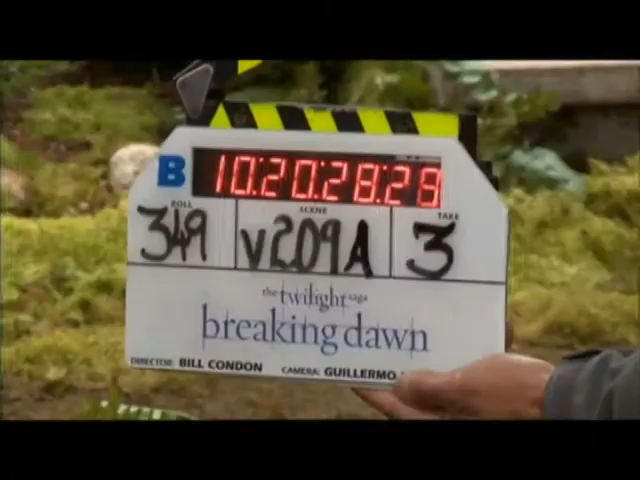 B 10:20:28:28
ROLL SCENE TAKE
349 V209A 3
the twilight saga
breaking dawn
DIRECTOR: BILL CONDON CAMERA: GUILLERMO